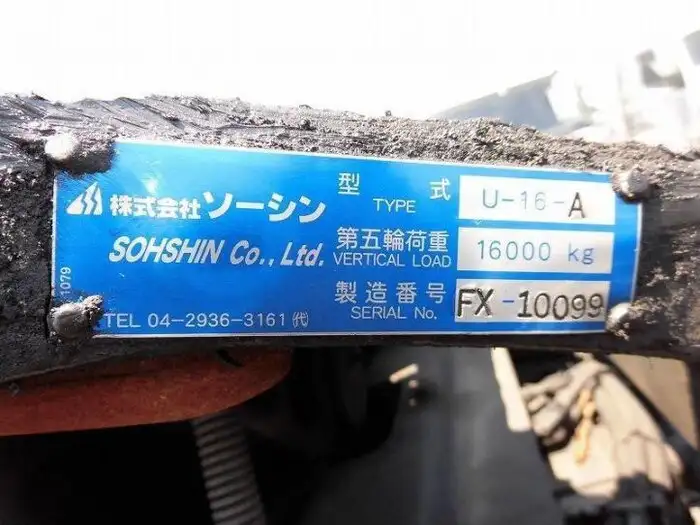 株式会社ソーシン
SOHSHIN Co., Ltd.
TEL 04-2936-3161 ㈹
1079
型式 U-16-A
TYPE
第五輪荷重 16000 kg
VERTICAL LOAD
製造番号 FX-10099
SERIAL No.